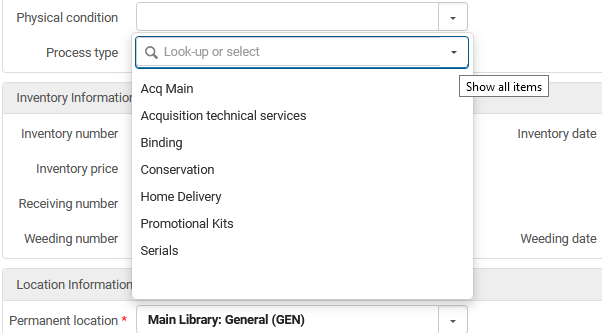 Physical condition
Process type
Look-up or select
Show all items
Acq Main
Acquisition technical services
Binding
Conservation
Home Delivery
Promotional Kits
Serials
Inventory Information
Inventory number
Inventory date
Inventory price
Receiving number
Weeding number
Weeding date
Location Information
Permanent location * Main Library: General (GEN)